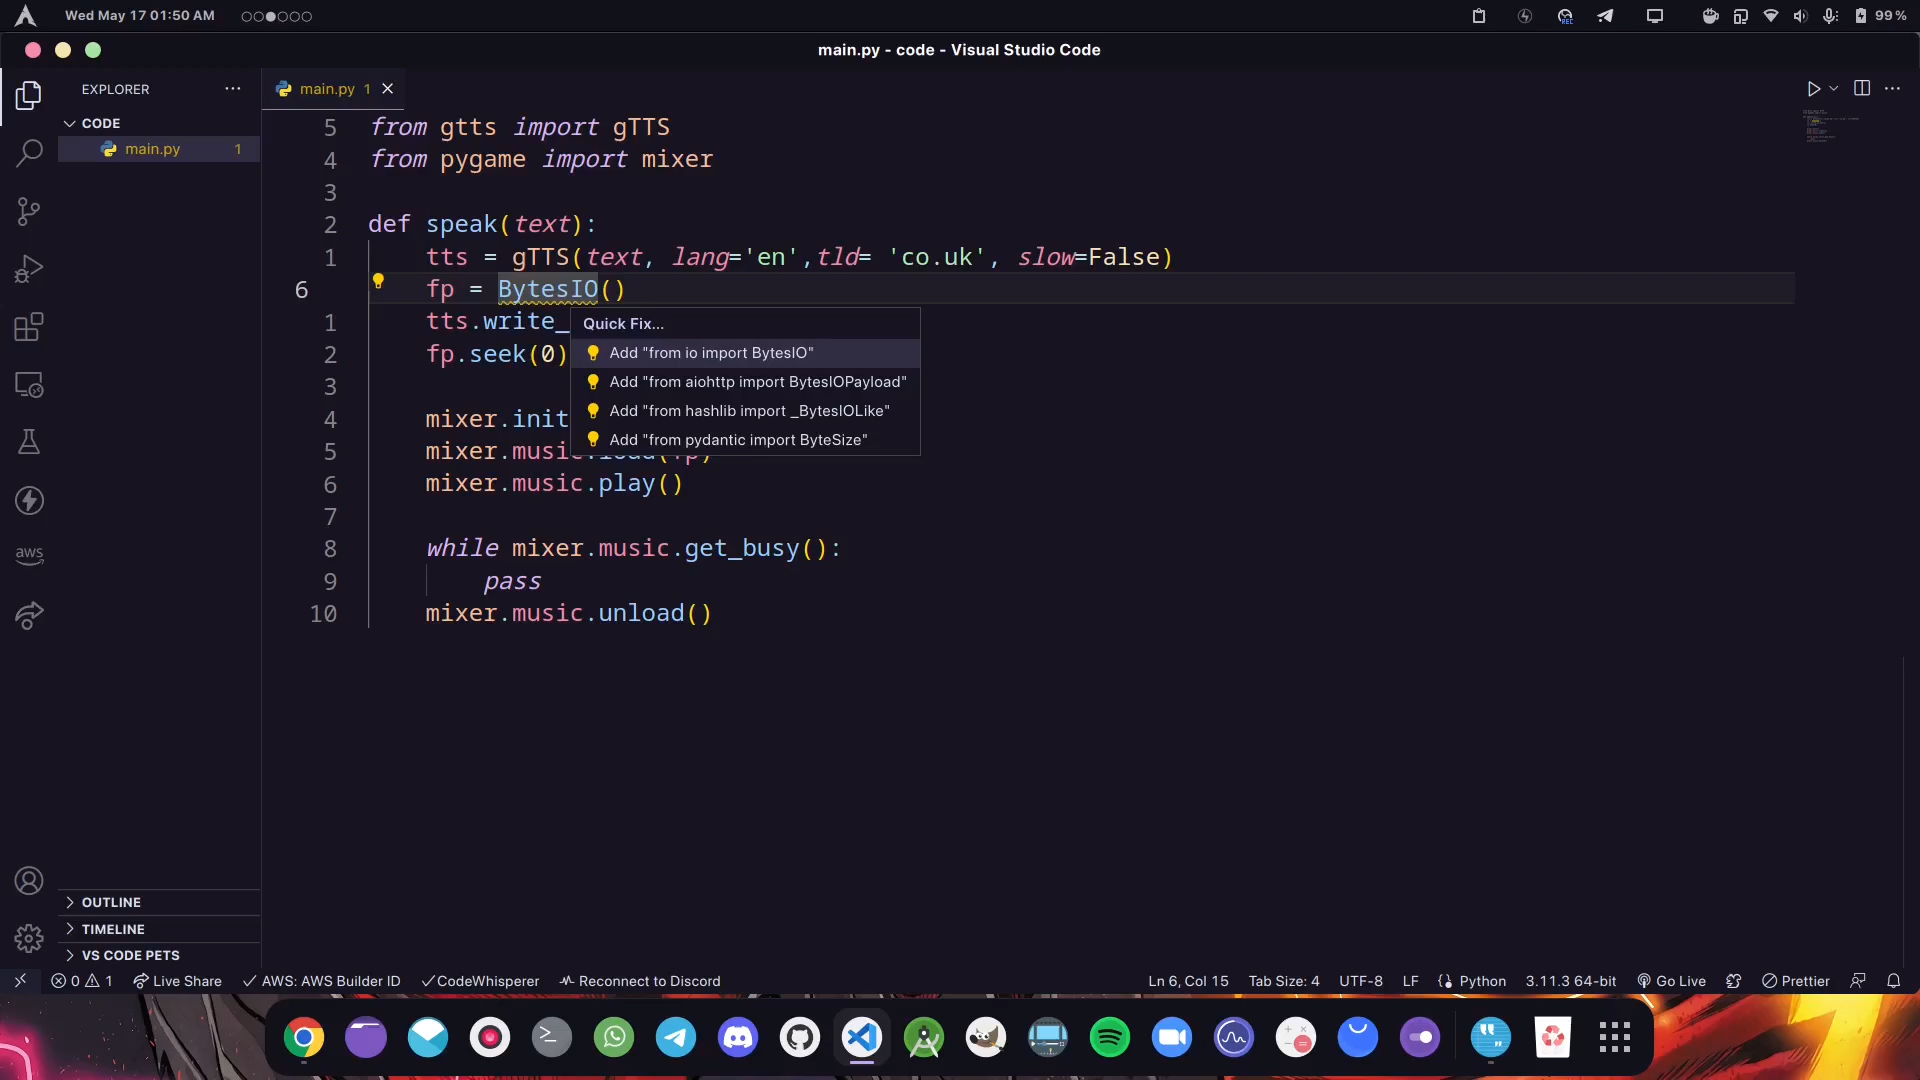 Wed May 17 01:50 AM
REC
99 %
main.py - code - Visual Studio Code
EXPLORER
main.py 1
CODE
main.py 1
5 from gtts import gTTS
4 from pygame import mixer
3
2 def speak(text):
1 tts = gTTS(text, lang='en',tld= 'co.uk', slow=False)
6 fp = BytesIO()
1 tts.write_
2 fp.seek(0)
3
4 mixer.init
5 mixer.music.load(fp)
6 mixer.music.play()
7
8 while mixer.music.get_busy():
9 pass
10 mixer.music.unload()
Quick Fix...
Add "from io import BytesIO"
Add "from aiohttp import BytesIOPayload"
Add "from hashlib import _BytesIOLike"
Add "from pydantic import ByteSize"
aws
OUTLINE
TIMELINE
VS CODE PETS
0 1 Live Share AWS: AWS Builder ID CodeWhisperer Reconnect to Discord Ln 6, Col 15 Tab Size: 4 UTF-8 LF Python 3.11.3 64-bit Go Live Prettier